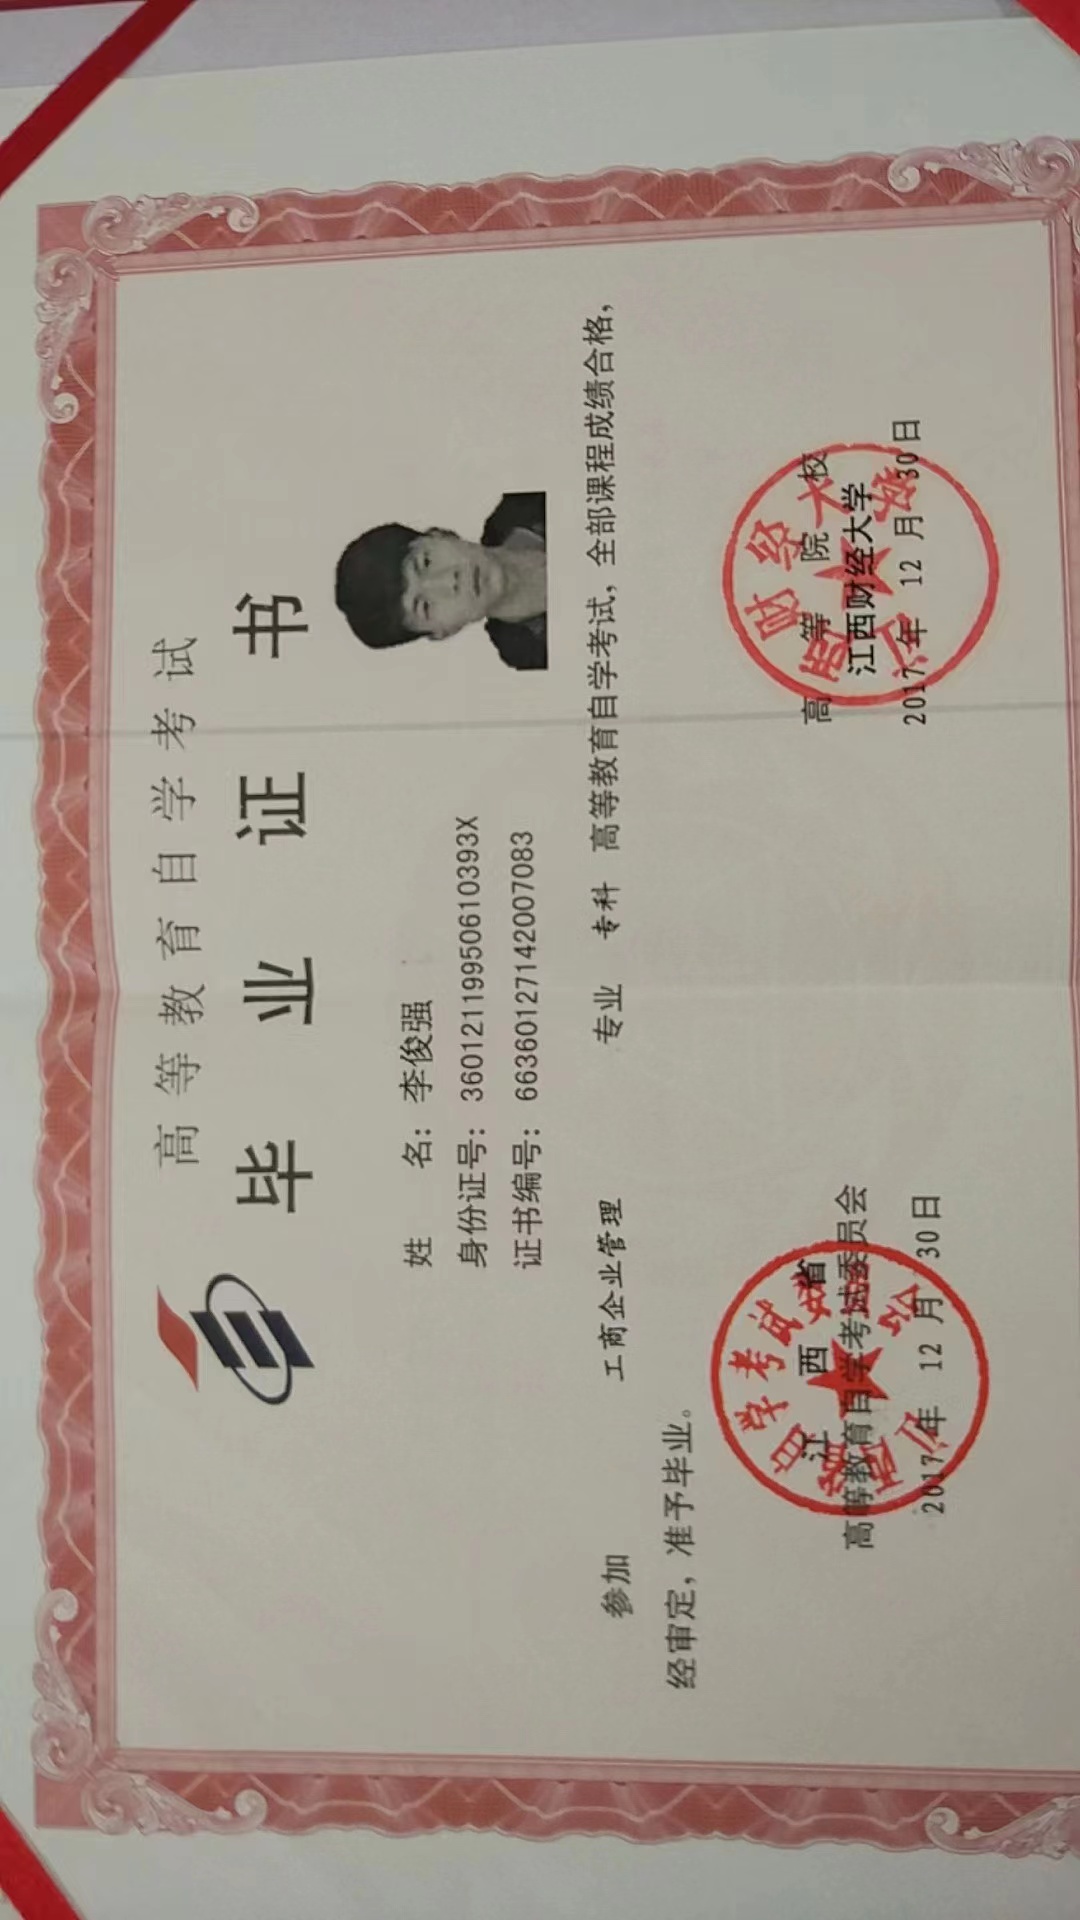 高等教育自学考试
毕业证书
姓 名：李俊强
身份证号：36012119950610393X
证书编号：66360127142007083
参加 工商企业管理 专业 专科 高等教育自学考试，全部课程成绩合格，
经审定，准予毕业。
江西省
高等教育自学考试委员会
2017年 12月 30日
高等院校
江西财经大学
2017年 12月 30日